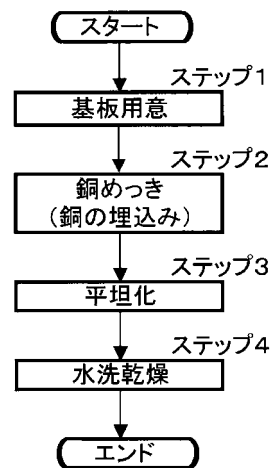 スタート
ステップ1
基板用意
ステップ2
銅めっき
(銅の埋込み)
ステップ3
平坦化
ステップ4
水洗乾燥
エンド